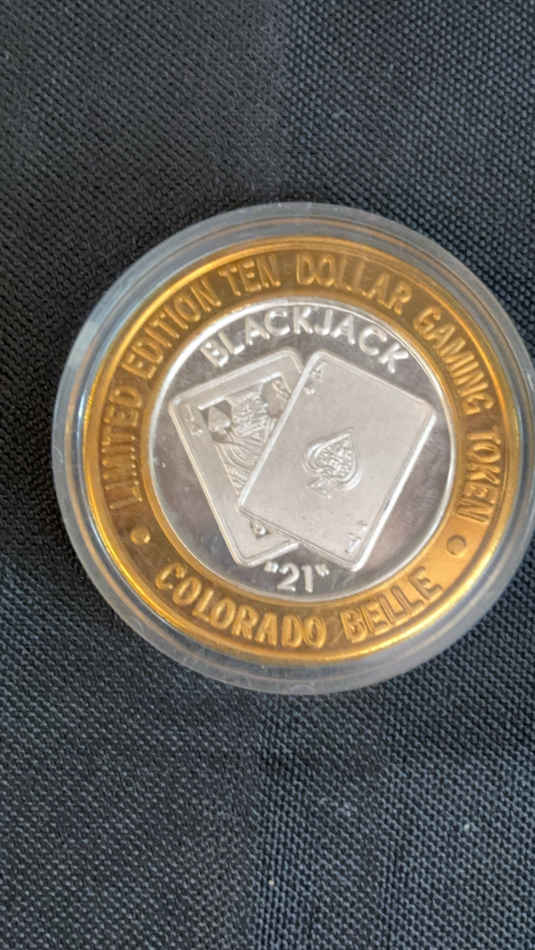 LIMITED EDITION TEN DOLLAR GAMING TOKEN
BLACKJACK
"21"
COLORADO BELLE